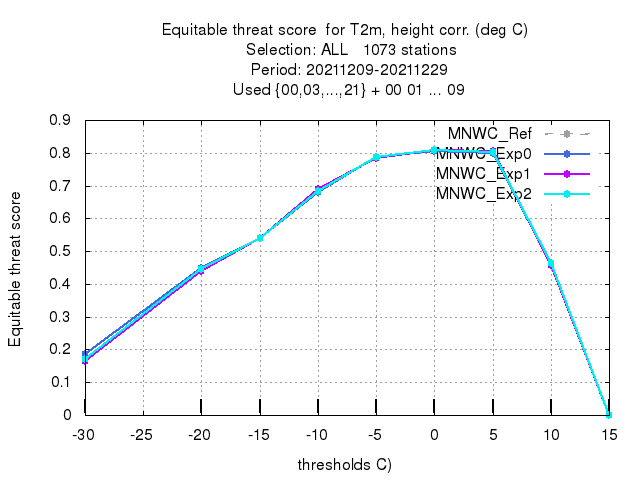 Equitable threat score  for T2m, height corr. (deg C)
Selection: ALL   1073 stations
Period: 20211209-20211229
Used {00,03,...,21} + 00 01 ... 09
Equitable threat score
0.9
0.8
0.7
0.6
0.5
0.4
0.3
0.2
0.1
0
MNWC_Ref
MNWC_Exp0
MNWC_Exp1
MNWC_Exp2
-30 -25 -20 -15 -10 -5 0 5 10 15
thresholds C)